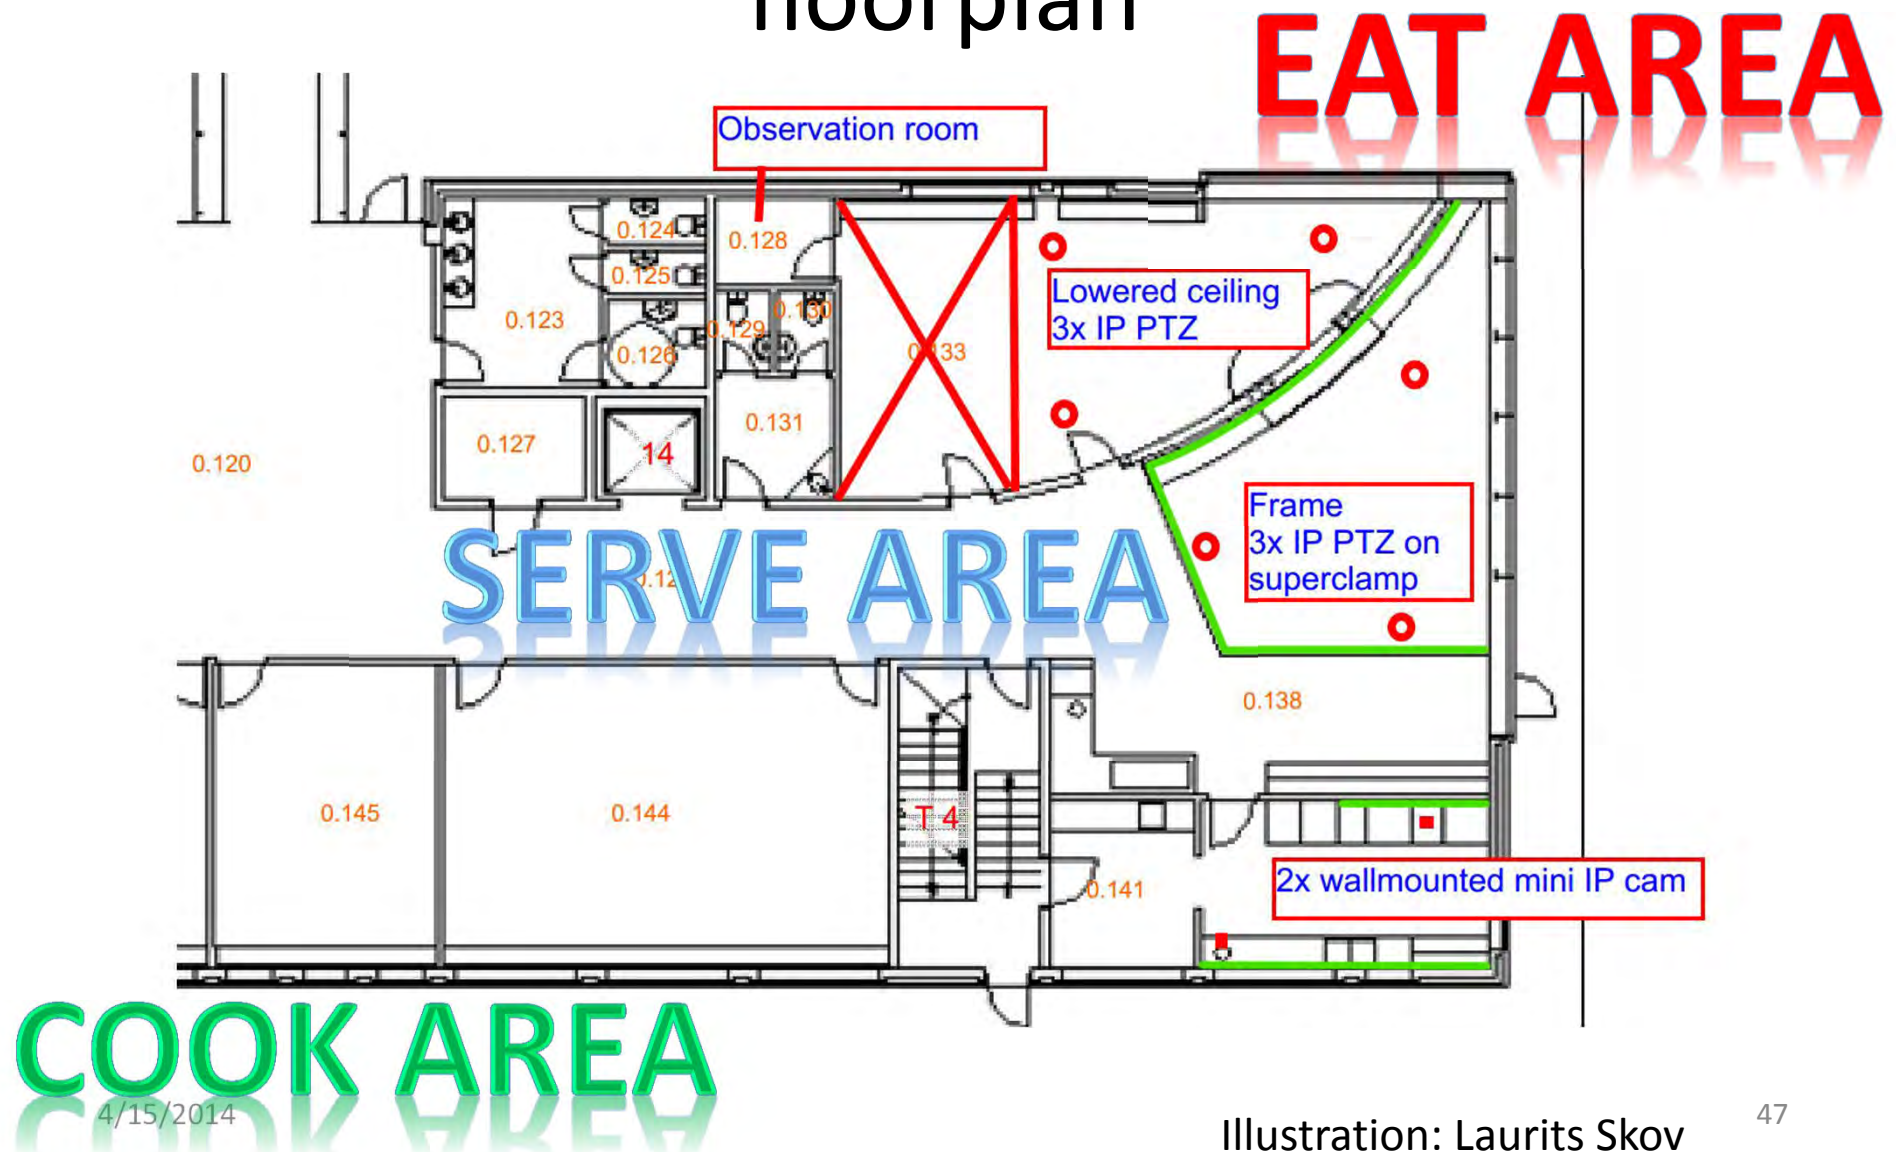 floorplan
EAT AREA
Observation room
0.124
0.128
0.125
0.123
0.129
0.130
0.126
Lowered ceiling
3x IP PTZ
0.131
0.127
14
0.120
Frame
3x IP PTZ on
superclamp
SERVE AREA
0.138
0.145
0.144
T 4
0.141
2x wallmounted mini IP cam
COOK AREA
4/15/2014
Illustration: Laurits Skov
47